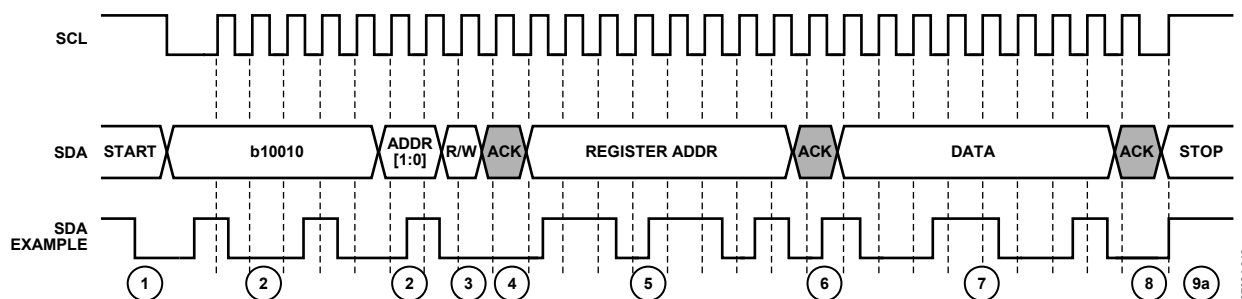 SCL
SDA START b10010 ADDR [1:0] R/W ACK REGISTER ADDR ACK DATA ACK STOP
SDA EXAMPLE
1 2 2 3 4 5 6 7 8 9a